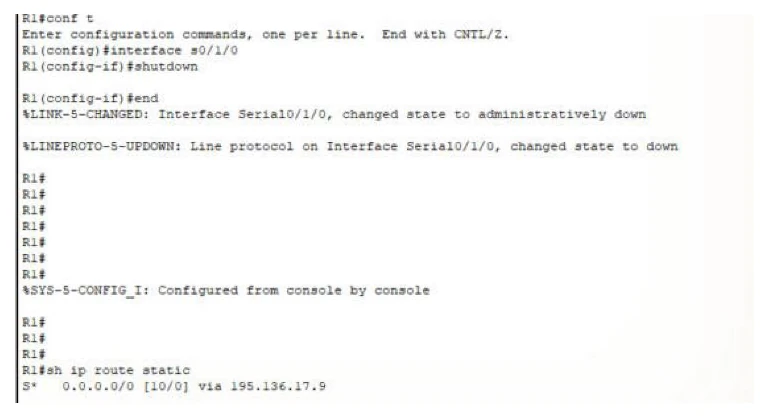 R1#conf t
Enter configuration commands, one per line.  End with CNTL/Z.
R1(config)#interface s0/1/0
R1(config-if)#shutdown
R1(config-if)#end
%LINK-5-CHANGED: Interface Serial0/1/0, changed state to administratively down
%LINEPROTO-5-UPDOWN: Line protocol on Interface Serial0/1/0, changed state to down
R1#
R1#
R1#
R1#
R1#
R1#
R1#
%SYS-5-CONFIG_I: Configured from console by console
R1#
R1#
R1#
R1#sh ip route static
S*   0.0.0.0/0 [10/0] via 195.136.17.9